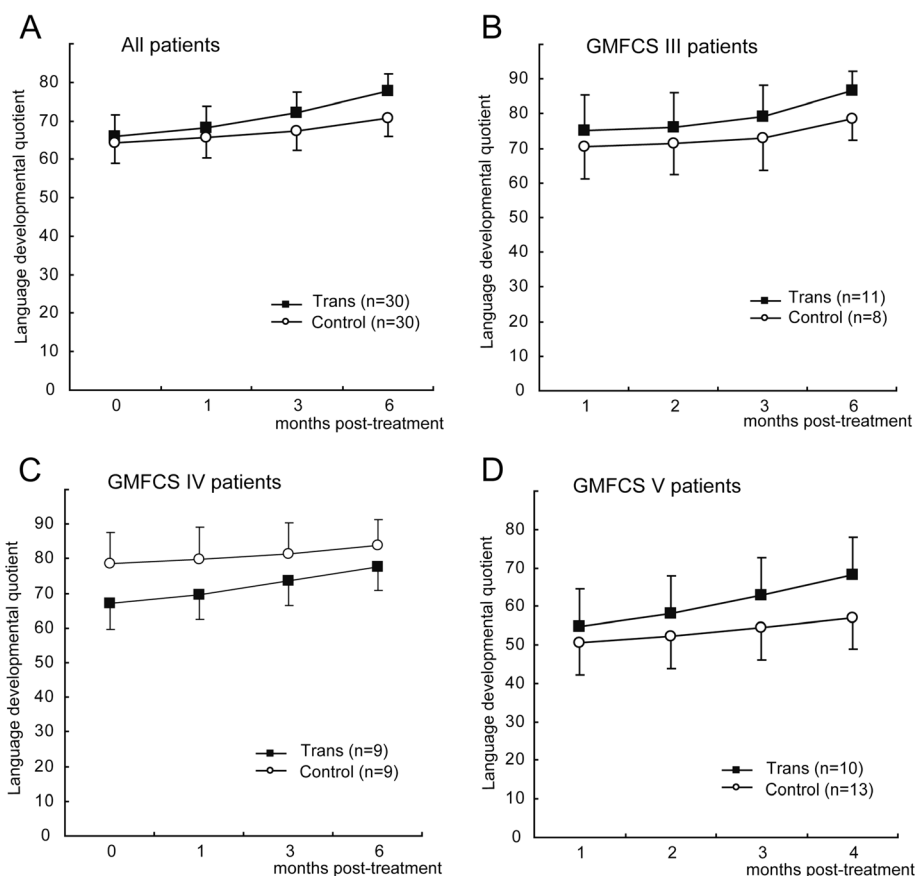 A
All patients
Language developmental quotient
80
70
60
50
40
30
20
10
0
Trans (n=30)
Control (n=30)
0 1 3 6
months post-treatment
B
GMFCS III patients
Language developmental quotient
90
80
70
60
50
40
30
20
10
0
Trans (n=11)
Control (n=8)
1 2 3 6
months post-treatment
C
GMFCS IV patients
Language developmental quotient
90
80
70
60
50
40
30
20
10
0
Trans (n=9)
Control (n=9)
0 1 3 6
months post-treatment
D
GMFCS V patients
Language developmental quotient
80
70
60
50
40
30
20
10
0
Trans (n=10)
Control (n=13)
1 2 3 4
months post-treatment